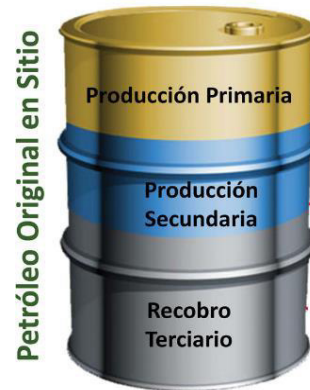 Petróleo Original en Sitio
Producción Primaria
Producción
Secundaria
Recobro
Terciario